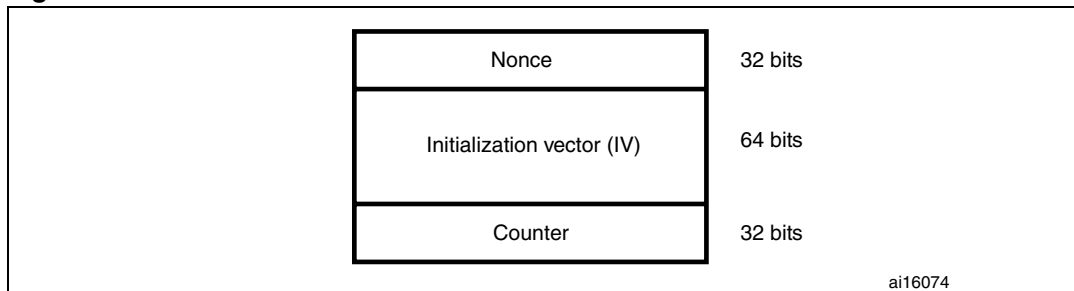 Nonce 32 bits
Initialization vector (IV) 64 bits
Counter 32 bits
ai16074